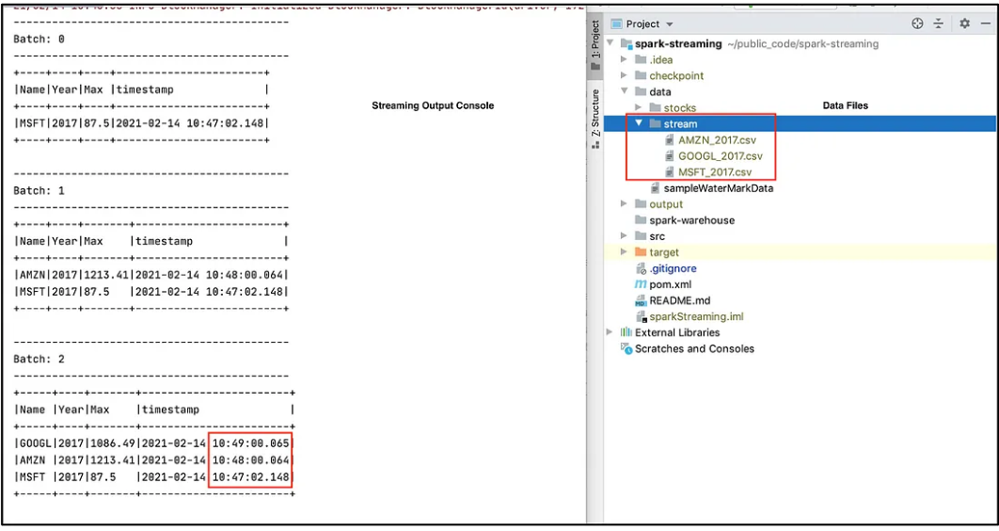 Batch: 0
-------------------------------------------
+----+----+----+-----------------------+
|Name|Year|Max |timestamp              |
+----+----+----+-----------------------+
|MSFT|2017|87.5|2021-02-14 10:47:02.148|
+----+----+----+-----------------------+
-------------------------------------------
Batch: 1
-------------------------------------------
+----+----+-------+-----------------------+
|Name|Year|Max    |timestamp              |
+----+----+-------+-----------------------+
|AMZN|2017|1213.41|2021-02-14 10:48:00.064|
|MSFT|2017|87.5   |2021-02-14 10:47:02.148|
+----+----+-------+-----------------------+
-------------------------------------------
Batch: 2
-------------------------------------------
+-----+----+-------+-----------------------+
|Name |Year|Max    |timestamp              |
+-----+----+-------+-----------------------+
|GOOGL|2017|1086.49|2021-02-14 10:49:00.065|
|AMZN |2017|1213.41|2021-02-14 10:48:00.064|
|MSFT |2017|87.5   |2021-02-14 10:47:02.148|
+-----+----+-------+-----------------------+
Streaming Output Console
1: Project
7: Structure
Project
spark-streaming ~/public_code/spark-streaming
.idea
checkpoint
data
stocks
Data Files
stream
AMZN_2017.csv
GOOGL_2017.csv
MSFT_2017.csv
sampleWaterMarkData
output
spark-warehouse
src
target
.gitignore
pom.xml
README.md
sparkStreaming.iml
External Libraries
Scratches and Consoles